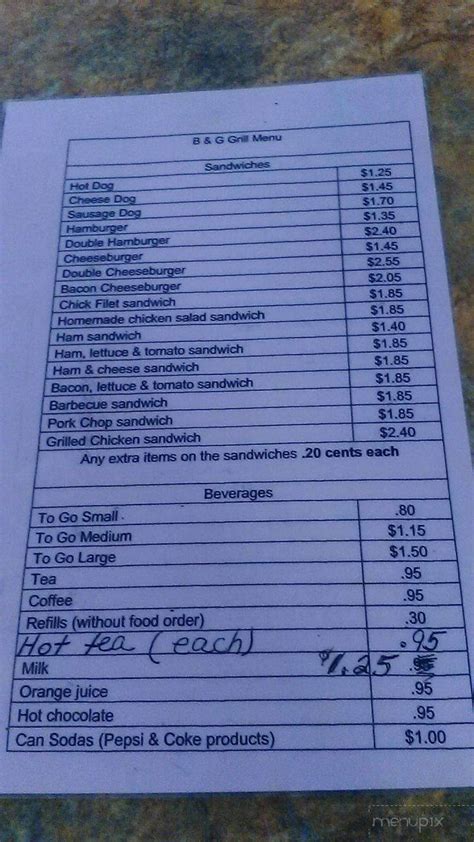 B & G Grill Menu
Sandwiches
Hot Dog $1.25
Cheese Dog $1.45
Sausage Dog $1.70
Hamburger $1.35
Double Hamburger $2.40
Cheeseburger $1.45
Double Cheeseburger $2.55
Bacon Cheeseburger $2.05
Chick Filet sandwich $1.85
Homemade chicken salad sandwich $1.85
Ham sandwich $1.40
Ham, lettuce & tomato sandwich $1.85
Ham & cheese sandwich $1.85
Bacon, lettuce & tomato sandwich $1.85
Barbecue sandwich $1.85
Pork Chop sandwich $1.85
Grilled Chicken sandwich $2.40
Any extra items on the sandwiches .20 cents each
Beverages
To Go Small .80
To Go Medium $1.15
To Go Large $1.50
Tea .95
Coffee .95
Refills (without food order) .30
Hot tea (each) .95
Milk $1.25
Orange juice .95
Hot chocolate .95
Can Sodas (Pepsi & Coke products) $1.00
menupix